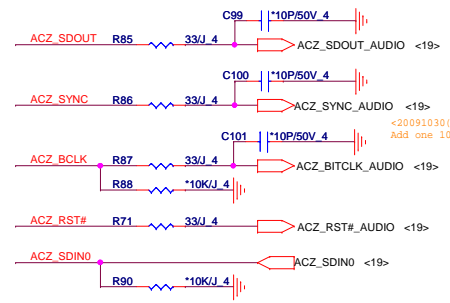 C99 *10P/50V_4
ACZ_SDOUT R85 33/J_4 ACZ_SDOUT_AUDIO <19>
C100 *10P/50V_4
ACZ_SYNC R86 33/J_4 ACZ_SYNC_AUDIO <19>
<20091030(
Add one 10
C101 *10P/50V_4
ACZ_BCLK R87 33/J_4 ACZ_BITCLK_AUDIO <19>
R88 *10K/J_4
ACZ_RST# R71 33/J_4 ACZ_RST#_AUDIO <19>
ACZ_SDIN0 ACZ_SDIN0 <19>
R90 *10K/J_4